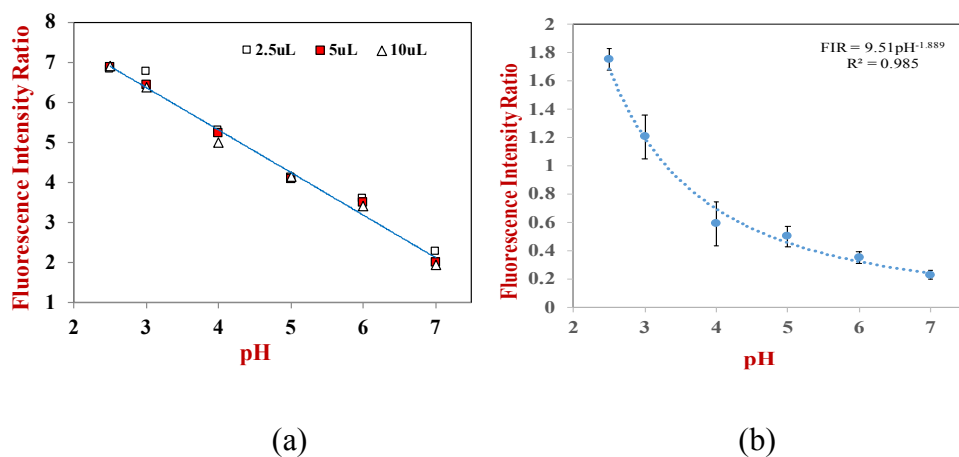 8
7
6
5
4
3
2
1
2 3 4 5 6 7
Fluorescence Intensity Ratio
pH
2.5uL 5uL 10uL
(a)
2
1.8
1.6
1.4
1.2
1
0.8
0.6
0.4
0.2
0
2 3 4 5 6 7
Fluorescence Intensity Ratio
pH
FIR = 9.51pH⁻¹·⁸⁸⁹
R² = 0.985
(b)